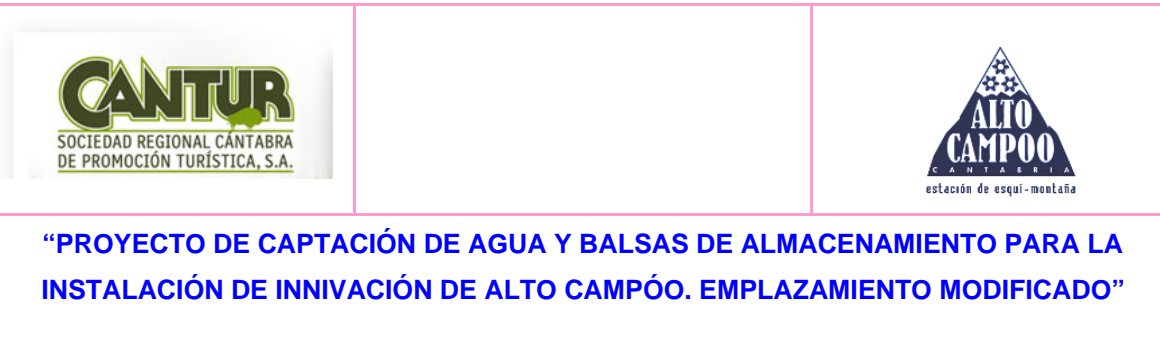 CANTUR
SOCIEDAD REGIONAL CÁNTABRA
DE PROMOCIÓN TURÍSTICA, S.A.
ALTO
CAMPOO
CANTABRIA
estación de esquí-montaña
“PROYECTO DE CAPTACIÓN DE AGUA Y BALSAS DE ALMACENAMIENTO PARA LA
INSTALACIÓN DE INNIVACIÓN DE ALTO CAMPÓO. EMPLAZAMIENTO MODIFICADO”